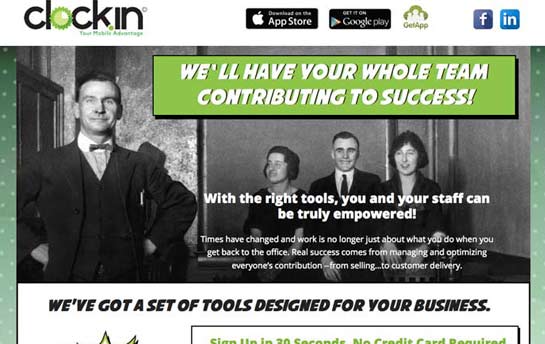 clockin
Your Mobile Advantage
Download on the
App Store
GET IT ON
Google play
GetApp
f
in
WE'LL HAVE YOUR WHOLE TEAM
CONTRIBUTING TO SUCCESS!
With the right tools, you and your staff can
be truly empowered!
Times have changed and work is no longer just about what you do when you
get back to the office. Real success comes from managing and optimizing
everyone's contribution –from selling...to customer delivery.
WE'VE GOT A SET OF TOOLS DESIGNED FOR YOUR BUSINESS.
Sign Up in 30 Seconds. No Credit Card Required